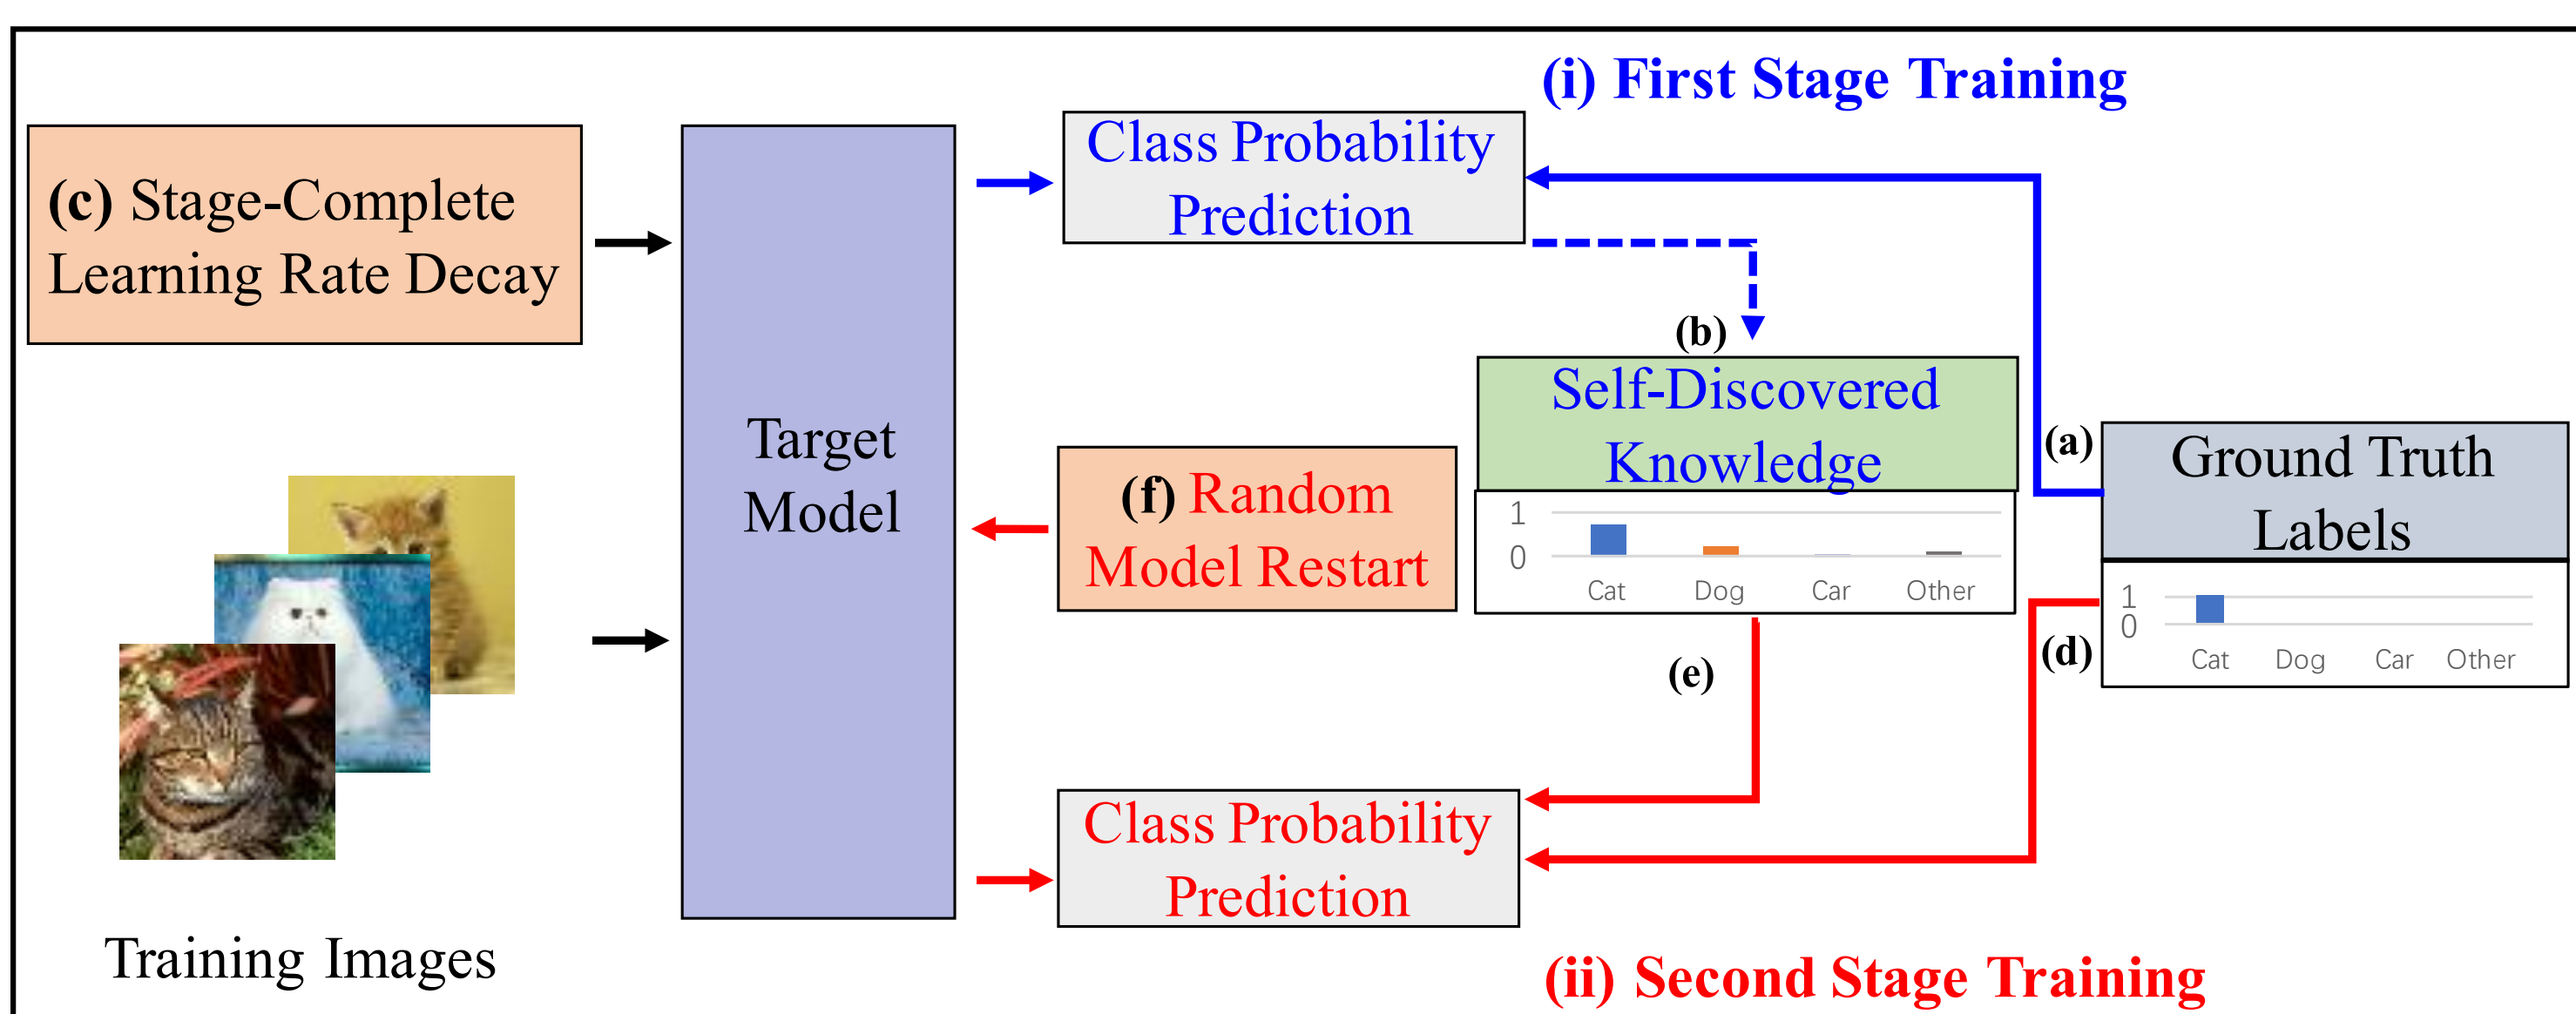 (i) First Stage Training
(c) Stage-Complete
Learning Rate Decay
Class Probability
Prediction
(b)
Self-Discovered
Knowledge
1
0
Cat Dog Car Other
(a)
Ground Truth
Labels
1
0
Cat Dog Car Other
Target
Model
(f) Random
Model Restart
(e)
(d)
Class Probability
Prediction
Training Images
(ii) Second Stage Training